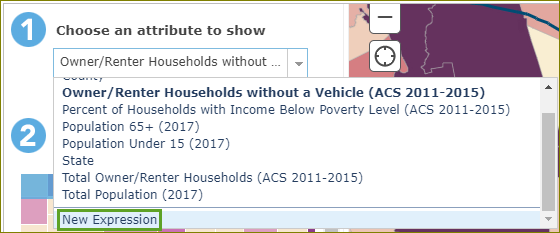 1 Choose an attribute to show
Owner/Renter Households without ...
County
Owner/Renter Households without a Vehicle (ACS 2011-2015)
Percent of Households with Income Below Poverty Level (ACS 2011-2015)
2
Population 65+ (2017)
Population Under 15 (2017)
State
Total Owner/Renter Households (ACS 2011-2015)
Total Population (2017)
New Expression